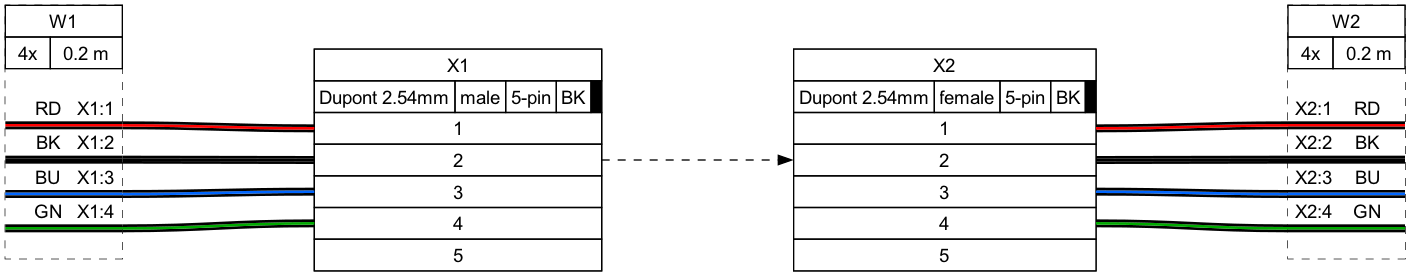 W1
4x 0.2 m
RD X1:1
BK X1:2
BU X1:3
GN X1:4
X1
Dupont 2.54mm male 5-pin BK
1
2
3
4
5
X2
Dupont 2.54mm female 5-pin BK
1
2
3
4
5
W2
4x 0.2 m
X2:1 RD
X2:2 BK
X2:3 BU
X2:4 GN